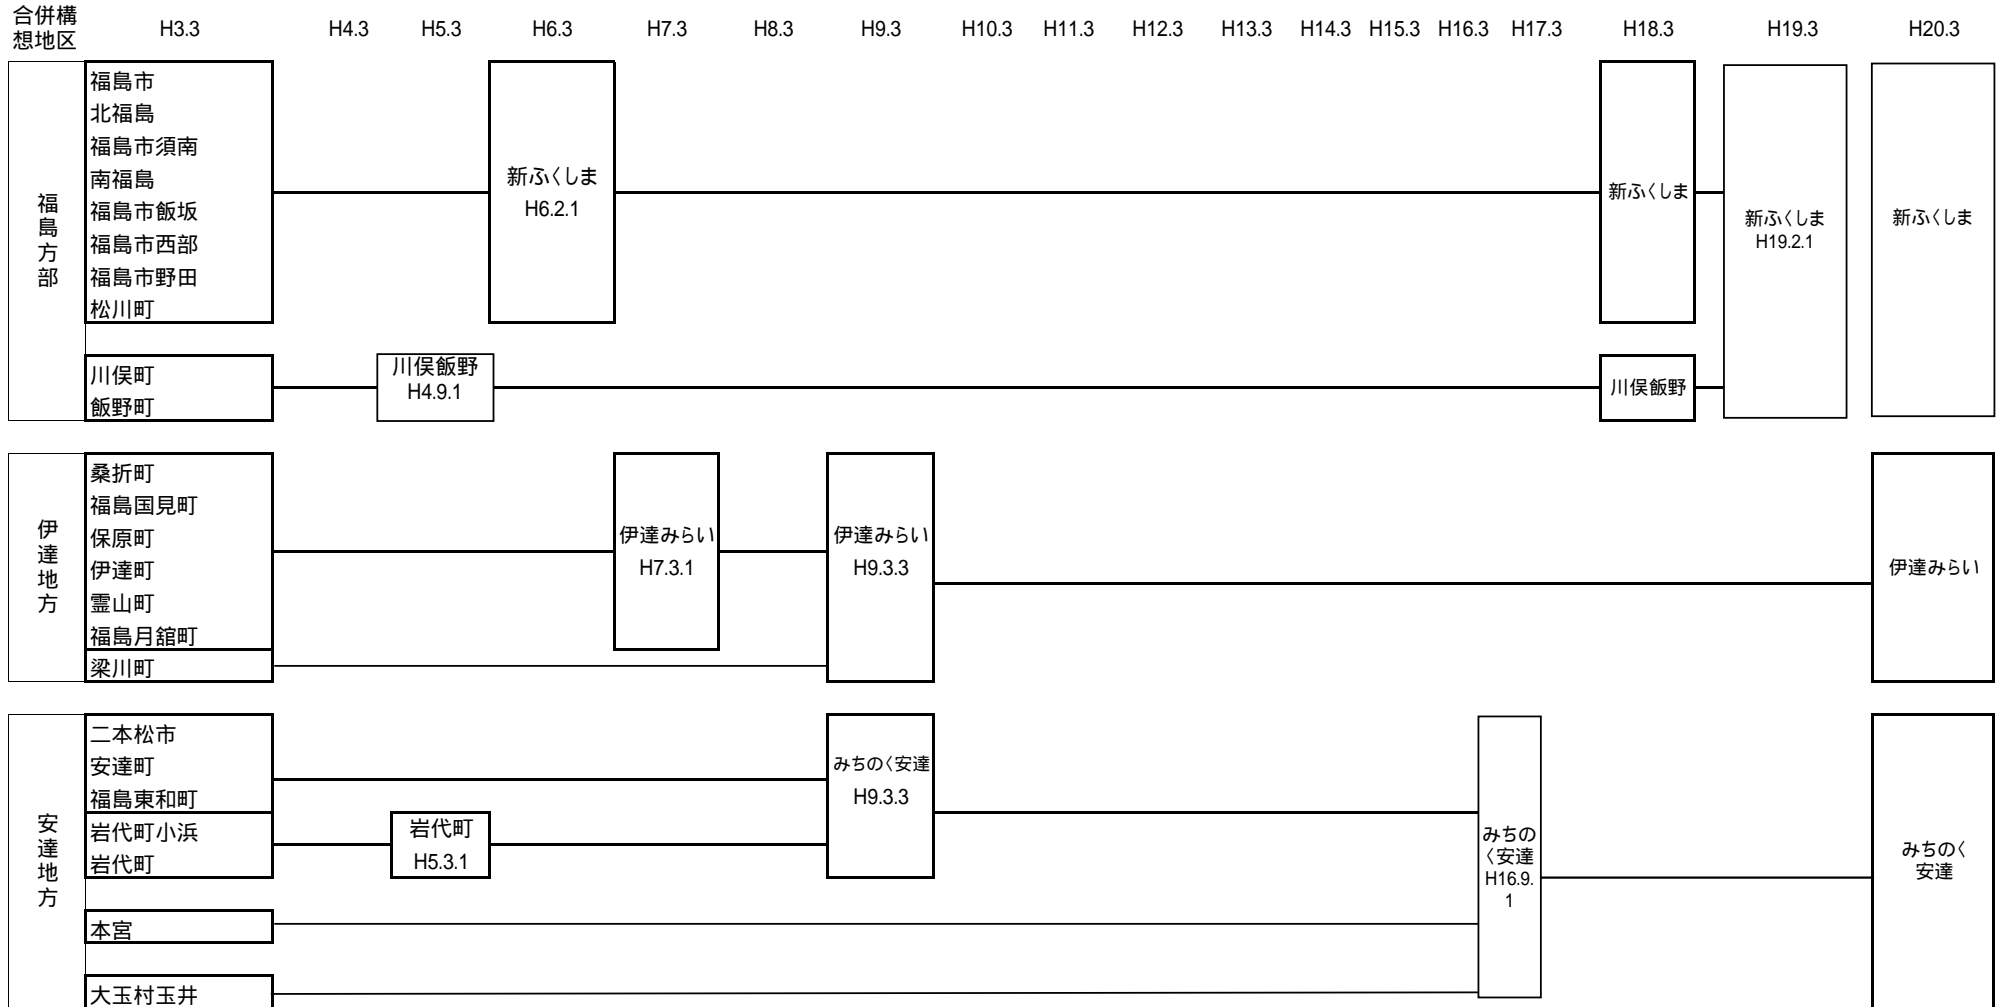 合併構
想地区
H3.3
H4.3
H5.3
H6.3
H7.3
H8.3
H9.3
H10.3
H11.3
H12.3
H13.3
H14.3
H15.3
H16.3
H17.3
H18.3
H19.3
H20.3
福島方部
福島市
北福島
福島市須南
南福島
福島市飯坂
福島市西部
福島市野田
松川町
新ふくしま
H6.2.1
新ふくしま
新ふくしま
H19.2.1
新ふくしま
川俣町
飯野町
川俣飯野
H4.9.1
川俣飯野
伊達地方
桑折町
福島国見町
保原町
伊達町
霊山町
福島月舘町
梁川町
伊達みらい
H7.3.1
伊達みらい
H9.3.3
伊達みらい
安達地方
二本松市
安達町
福島東和町
岩代町小浜
岩代町
岩代町
H5.3.1
みちのく安達
H9.3.3
みちの
く安達
H16.9.
1
みちのく
安達
本宮
大玉村玉井